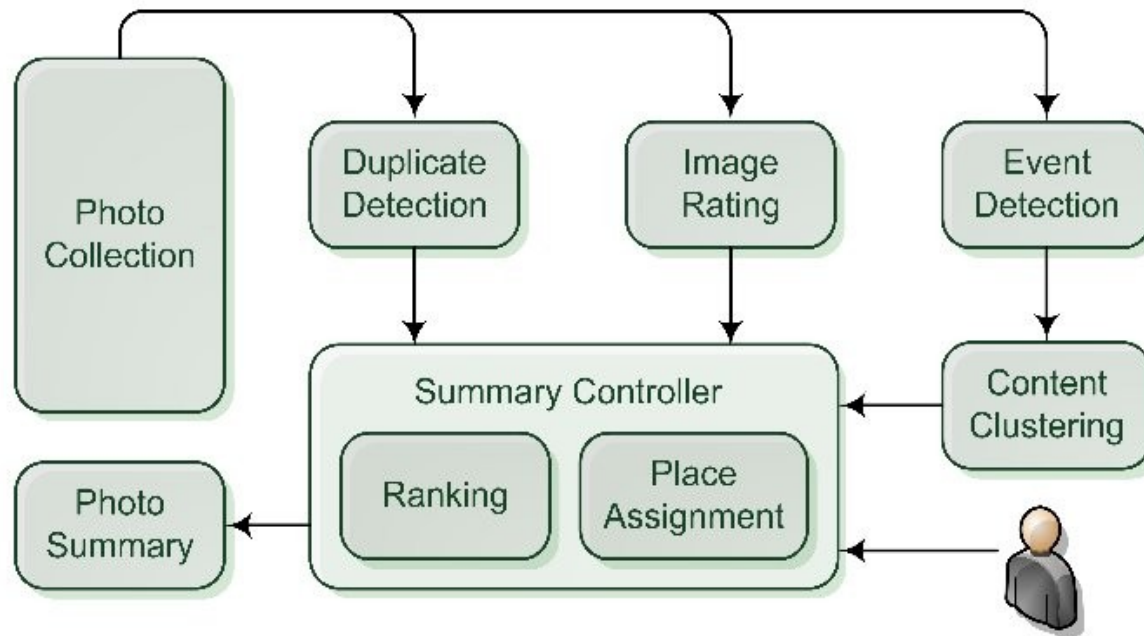 Photo
Collection
Duplicate
Detection
Image
Rating
Event
Detection
Summary Controller
Ranking
Place
Assignment
Content
Clustering
Photo
Summary